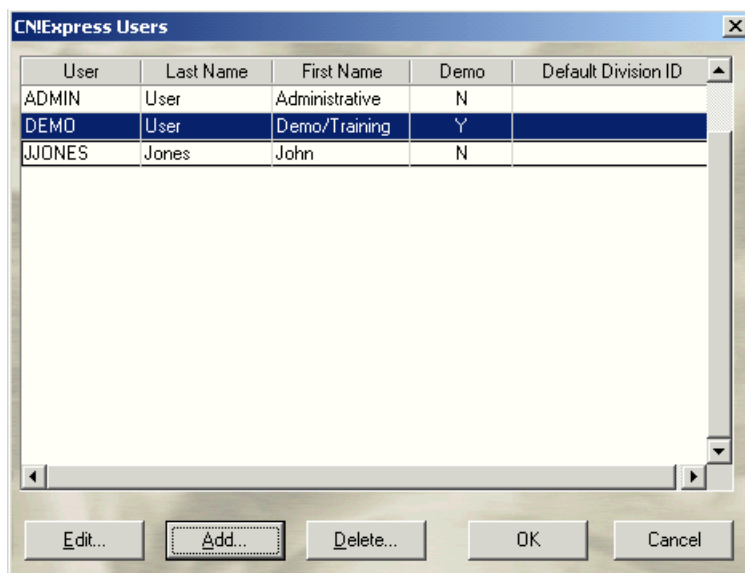 CN!Express Users
User Last Name First Name Demo Default Division ID
ADMIN User Administrative N
DEMO User Demo/Training Y
JJONES Jones John N
Edit... Add... Delete... OK Cancel